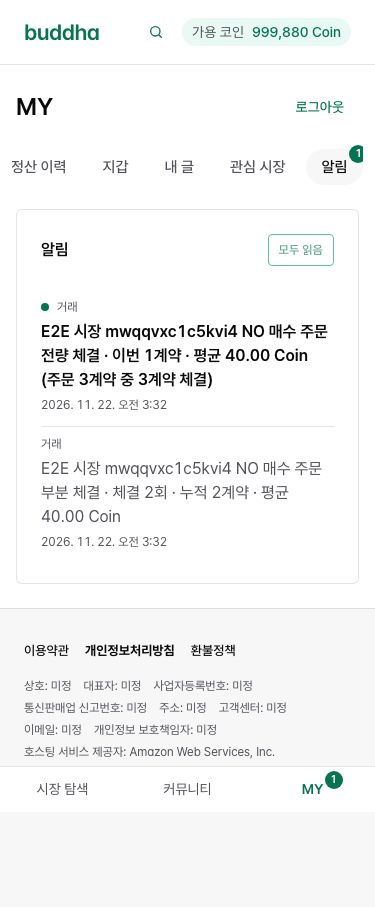 buddha
가용 코인 999,880 Coin
MY
로그아웃
정산 이력 지갑 내 글 관심 시장 알림 1
알림
모두 읽음
거래
E2E 시장 mwqqvxc1c5kvi4 NO 매수 주문
전량 체결 · 이번 1계약 · 평균 40.00 Coin
(주문 3계약 중 3계약 체결)
2026. 11. 22. 오전 3:32
거래
E2E 시장 mwqqvxc1c5kvi4 NO 매수 주문
부분 체결 · 체결 2회 · 누적 2계약 · 평균
40.00 Coin
2026. 11. 22. 오전 3:32
이용약관 개인정보처리방침 환불정책
상호: 미정 대표자: 미정 사업자등록번호: 미정
통신판매업 신고번호: 미정 주소: 미정 고객센터: 미정
이메일: 미정 개인정보 보호책임자: 미정
호스팅 서비스 제공자: Amazon Web Services, Inc.
시장 탐색 커뮤니티 MY 1